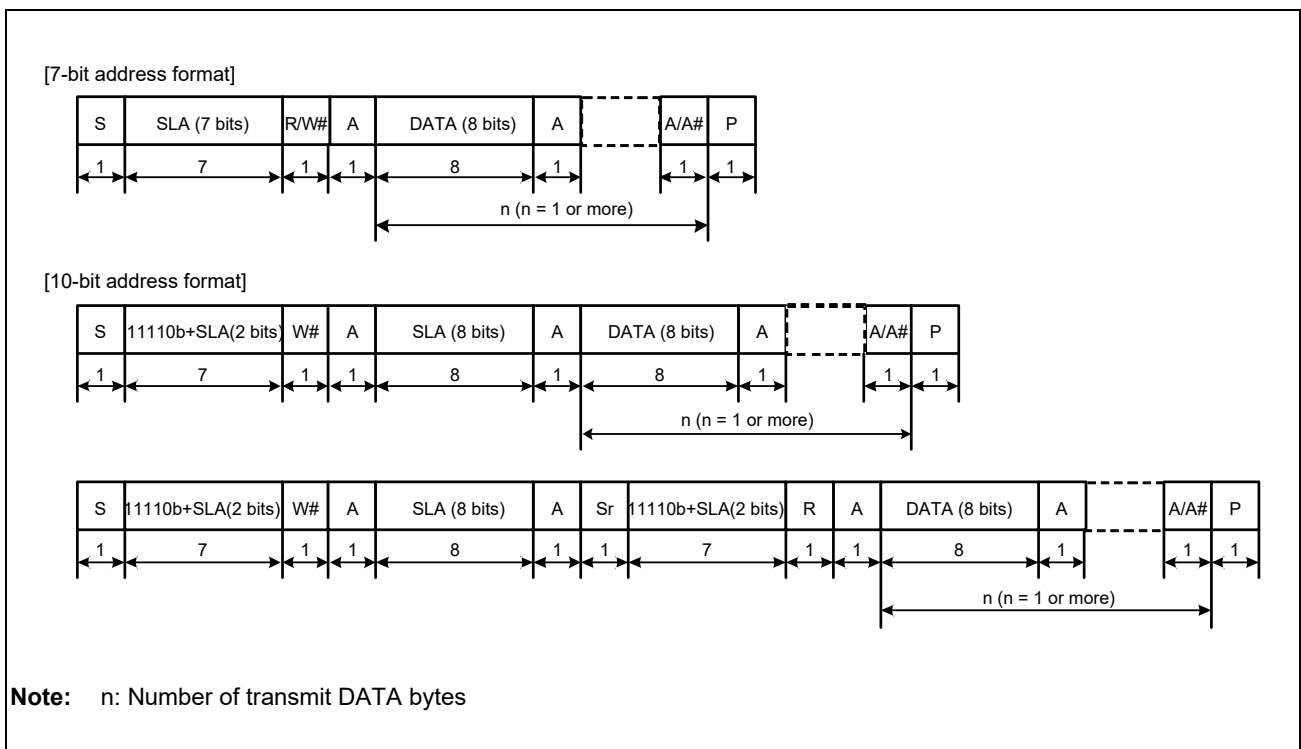 [7-bit address format]
S SLA (7 bits) R/W# A DATA (8 bits) A A/A# P
1 7 1 1 8 1 1 1
n (n = 1 or more)
[10-bit address format]
S 11110b+SLA(2 bits) W# A SLA (8 bits) A DATA (8 bits) A A/A# P
1 7 1 1 8 1 8 1 1 1
n (n = 1 or more)
S 11110b+SLA(2 bits) W# A SLA (8 bits) A Sr 11110b+SLA(2 bits) R A DATA (8 bits) A A/A# P
1 7 1 1 8 1 1 7 1 1 8 1 1 1
n (n = 1 or more)
Note: n: Number of transmit DATA bytes